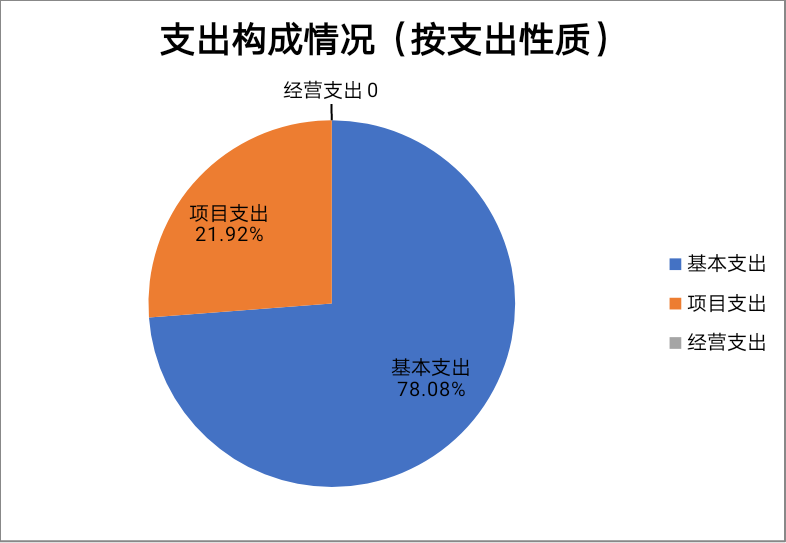 支出构成情况（按支出性质）
经营支出 0
项目支出
21.92%
基本支出
78.08%
基本支出
项目支出
经营支出